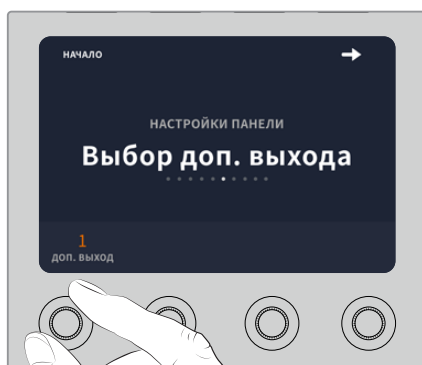 НАЧАЛО
НАСТРОЙКИ ПАНЕЛИ
Выбор доп. выхода
1
ДОП. ВЫХОД